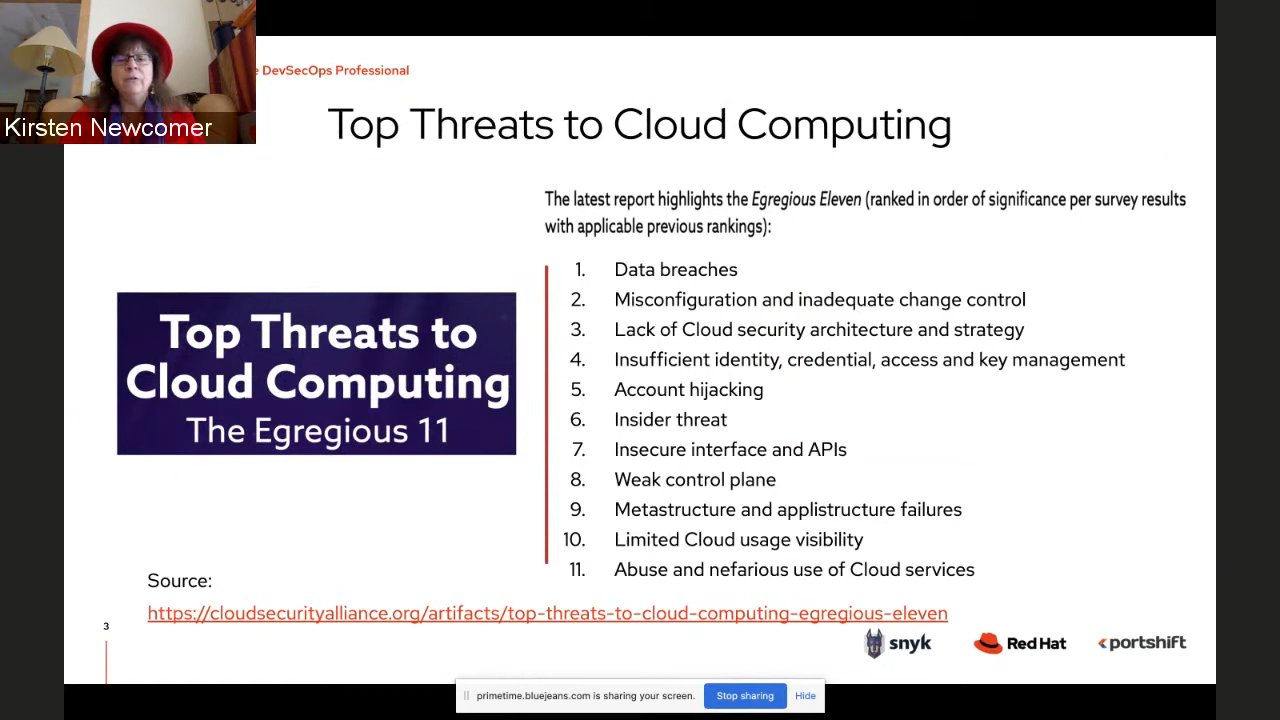 Kirsten Newcomer
DevSecOps Professional
Top Threats to Cloud Computing
The latest report highlights the Egregious Eleven (ranked in order of significance per survey results
with applicable previous rankings):
1. Data breaches
2. Misconfiguration and inadequate change control
3. Lack of Cloud security architecture and strategy
4. Insufficient identity, credential, access and key management
5. Account hijacking
6. Insider threat
7. Insecure interface and APIs
8. Weak control plane
9. Metastructure and applistructure failures
10. Limited Cloud usage visibility
11. Abuse and nefarious use of Cloud services
Top Threats to
Cloud Computing
The Egregious 11
Source:
https://cloudsecurityalliance.org/artifacts/top-threats-to-cloud-computing-egregious-eleven
3
snyk
Red Hat
portshift
primetime.bluejeans.com is sharing your screen.
Stop sharing
Hide